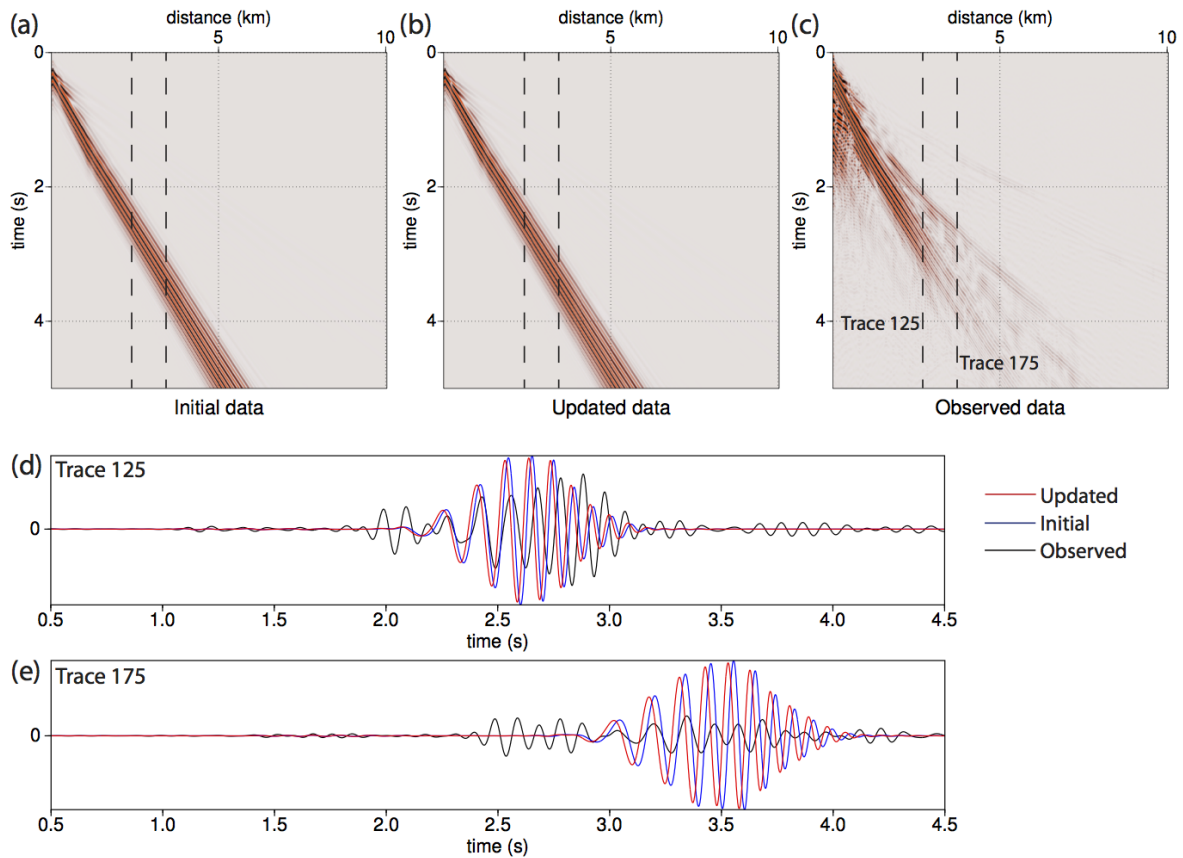 (a) distance (km) (b) distance (km) (c) distance (km)
0 5 10 0 5 10 0 5 10
time (s) time (s) time (s)
2 2 2
4 4 4
Trace 125
Trace 175
Initial data Updated data Observed data
(d) Trace 125
0
0.5 1.0 1.5 2.0 2.5 3.0 3.5 4.0 4.5
time (s)
Updated
Initial
Observed
(e) Trace 175
0
0.5 1.0 1.5 2.0 2.5 3.0 3.5 4.0 4.5
time (s)